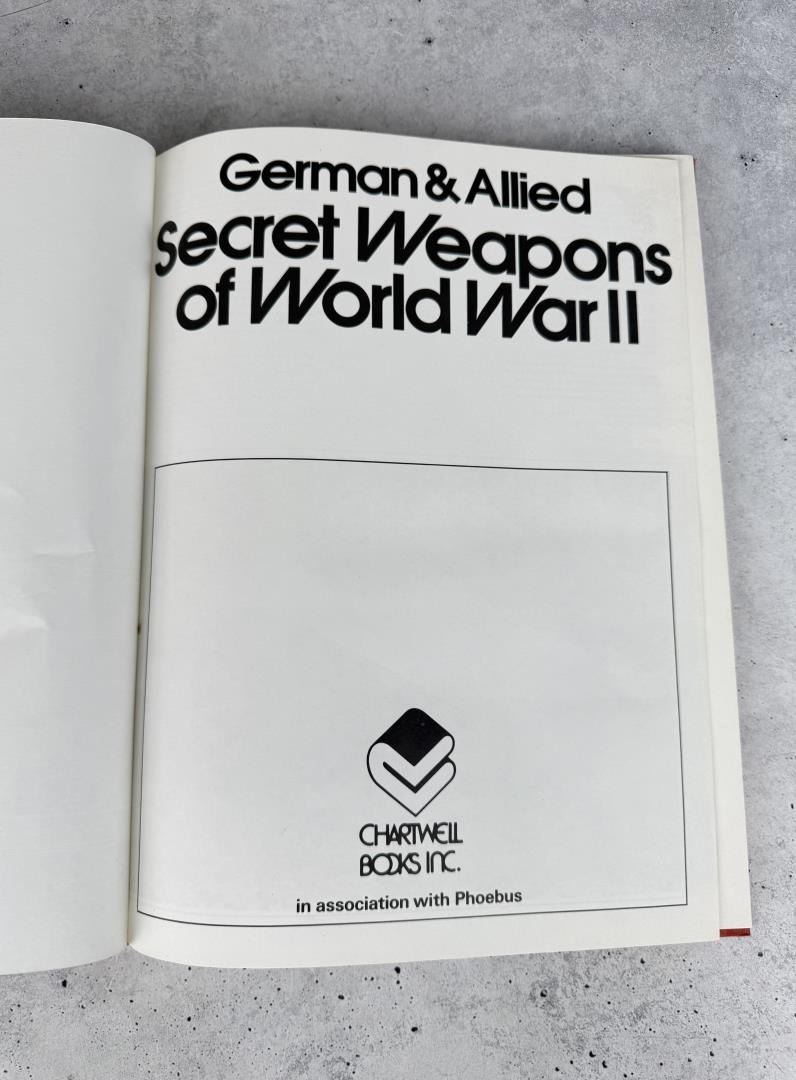 German & Allied
Secret Weapons
of World War II
CHARTWELL
BOOKS INC.
in association with Phoebus